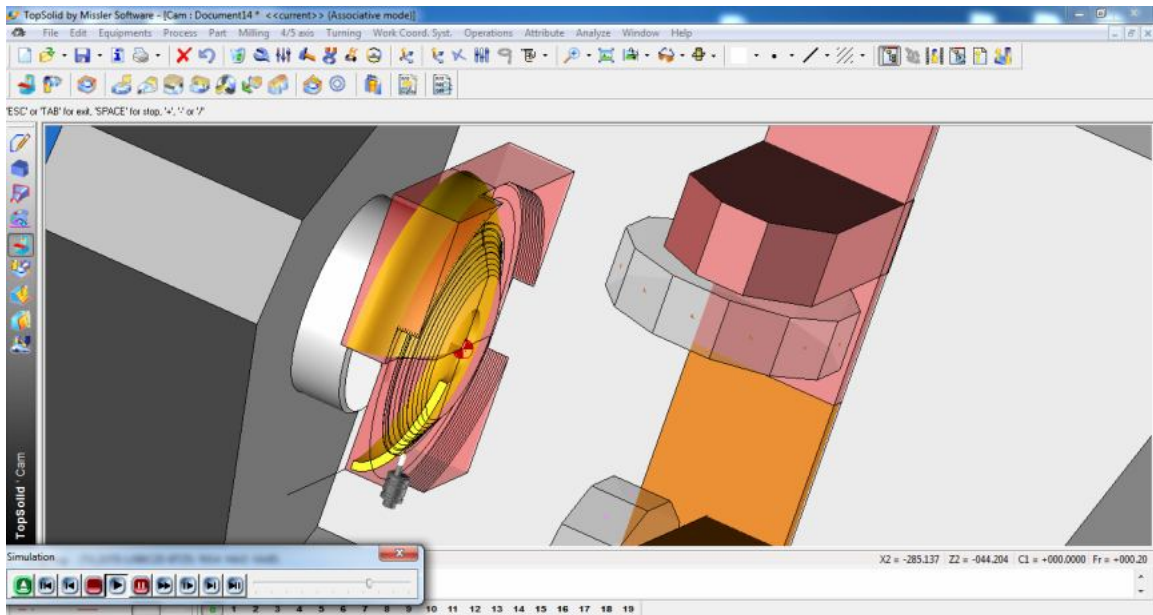 TopSolid by Missler Software - [Cam : Document14 * <<current>> (Associative mode)]
File Edit Equipments Process Part Milling 4/5 axis Turning Work Coord. Syst. Operations Attribute Analyze Window Help
'ESC' or 'TAB' for exit, 'SPACE' for stop, '+', '-' or '/'
TopSolid'Cam
Simulation
X2 = -285.137 Z2 = -044.204 C1 = +000.0000 Fr = +000.20
0 1 2 3 4 5 6 7 8 9 10 11 12 13 14 15 16 17 18 19